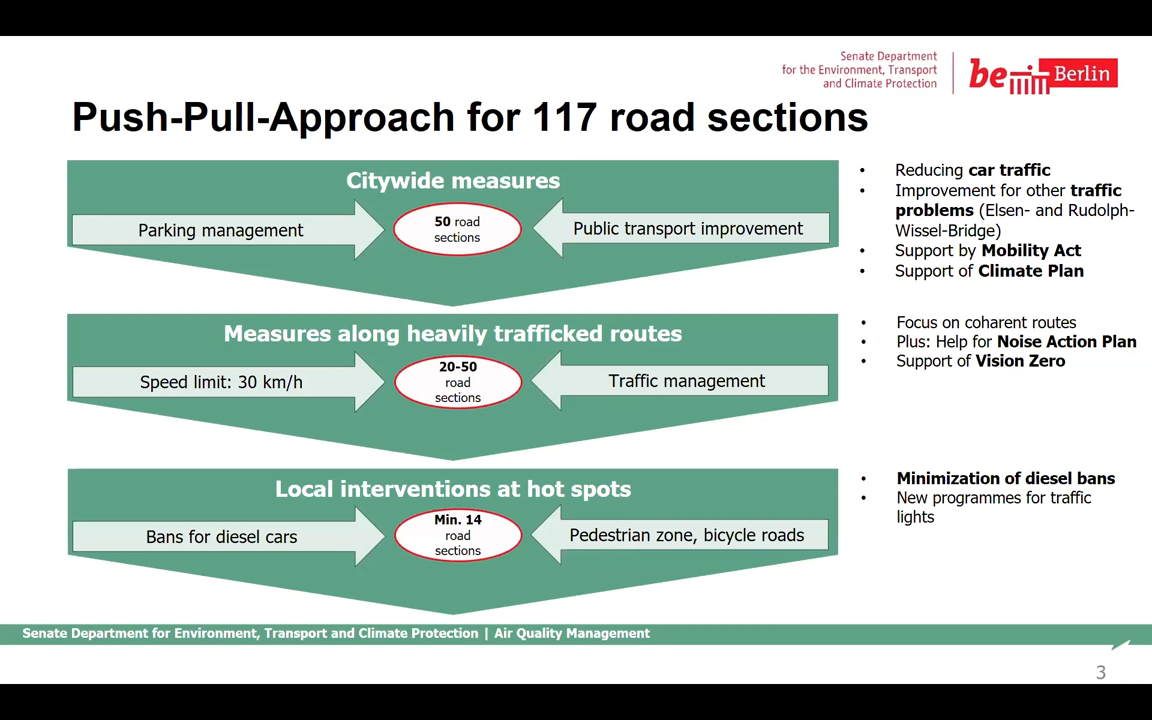 Senate Department
for the Environment, Transport
and Climate Protection
be Berlin
Push-Pull-Approach for 117 road sections
Citywide measures
Parking management
50 road
sections
Public transport improvement
• Reducing car traffic
• Improvement for other traffic
problems (Elsen- and Rudolph-
Wissel-Bridge)
• Support by Mobility Act
• Support of Climate Plan
Measures along heavily trafficked routes
Speed limit: 30 km/h
20-50
road
sections
Traffic management
• Focus on coharent routes
• Plus: Help for Noise Action Plan
• Support of Vision Zero
Local interventions at hot spots
Bans for diesel cars
Min. 14
road
sections
Pedestrian zone, bicycle roads
• Minimization of diesel bans
• New programmes for traffic
lights
Senate Department for Environment, Transport and Climate Protection | Air Quality Management
3